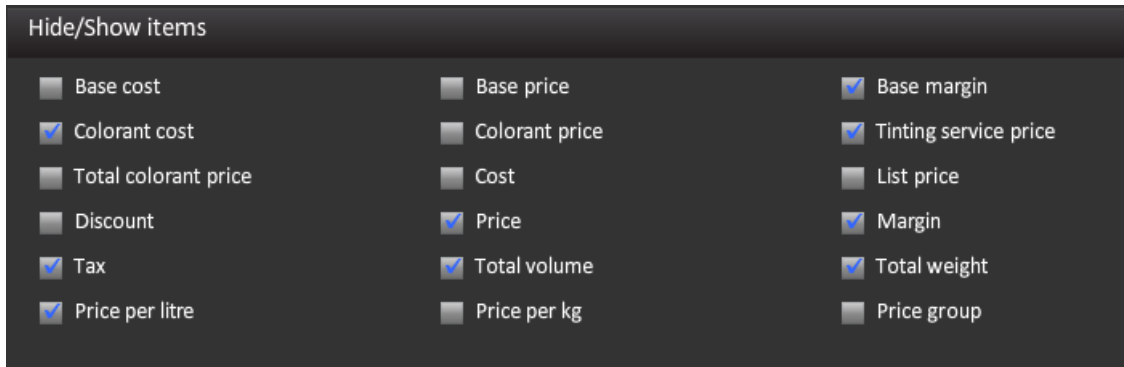 Hide/Show items
Base cost Base price Base margin
Colorant cost Colorant price Tinting service price
Total colorant price Cost List price
Discount Price Margin
Tax Total volume Total weight
Price per litre Price per kg Price group